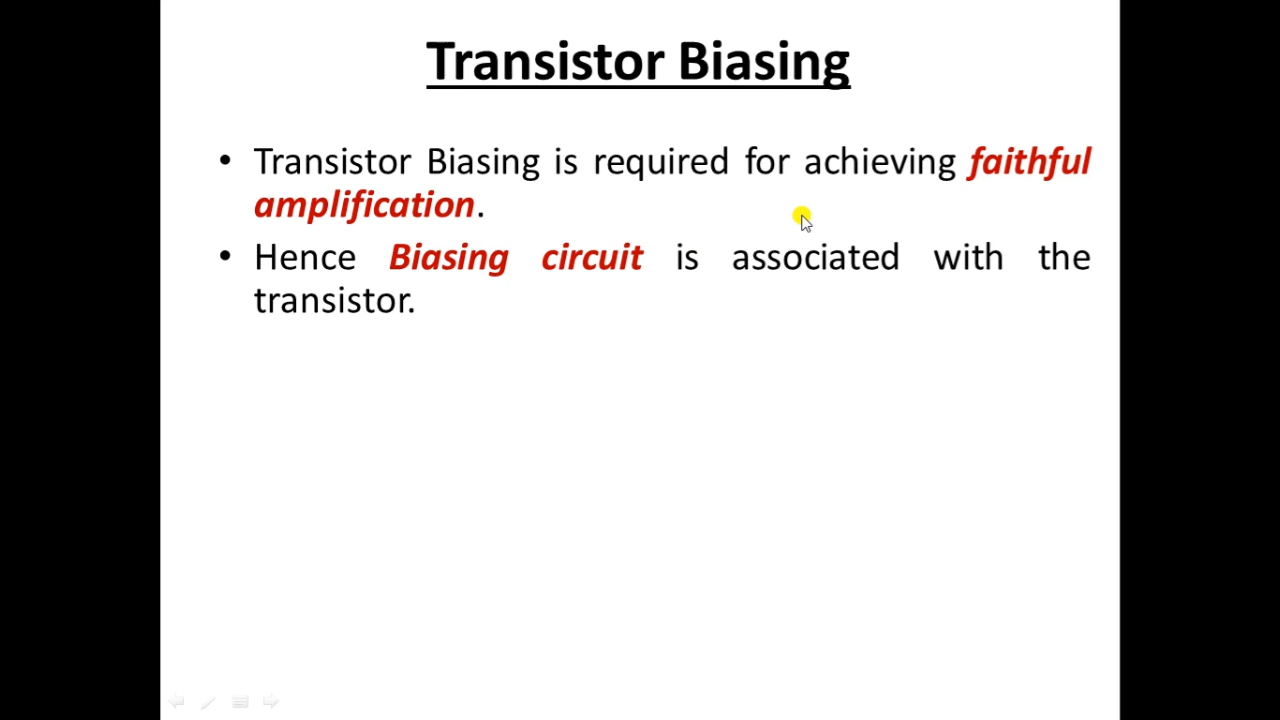 Transistor Biasing
• Transistor Biasing is required for achieving faithful
amplification.
• Hence Biasing circuit is associated with the
transistor.